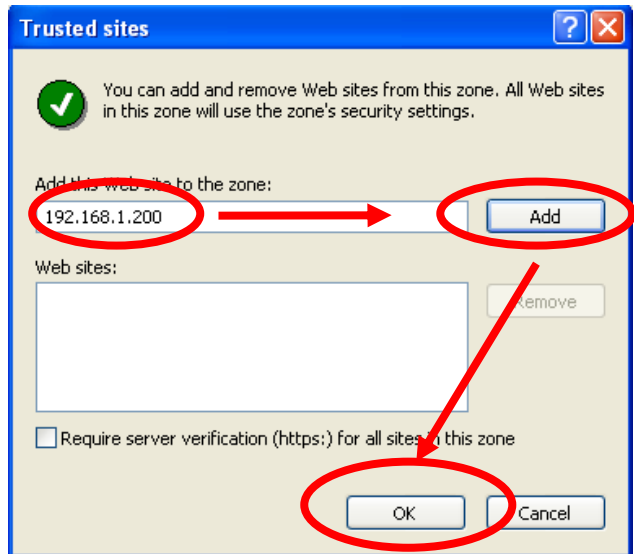 Trusted sites
You can add and remove Web sites from this zone. All Web sites
in this zone will use the zone's security settings.
Add this Web site to the zone:
192.168.1.200
Add
Web sites:
Remove
Require server verification (https:) for all sites in this zone
OK
Cancel